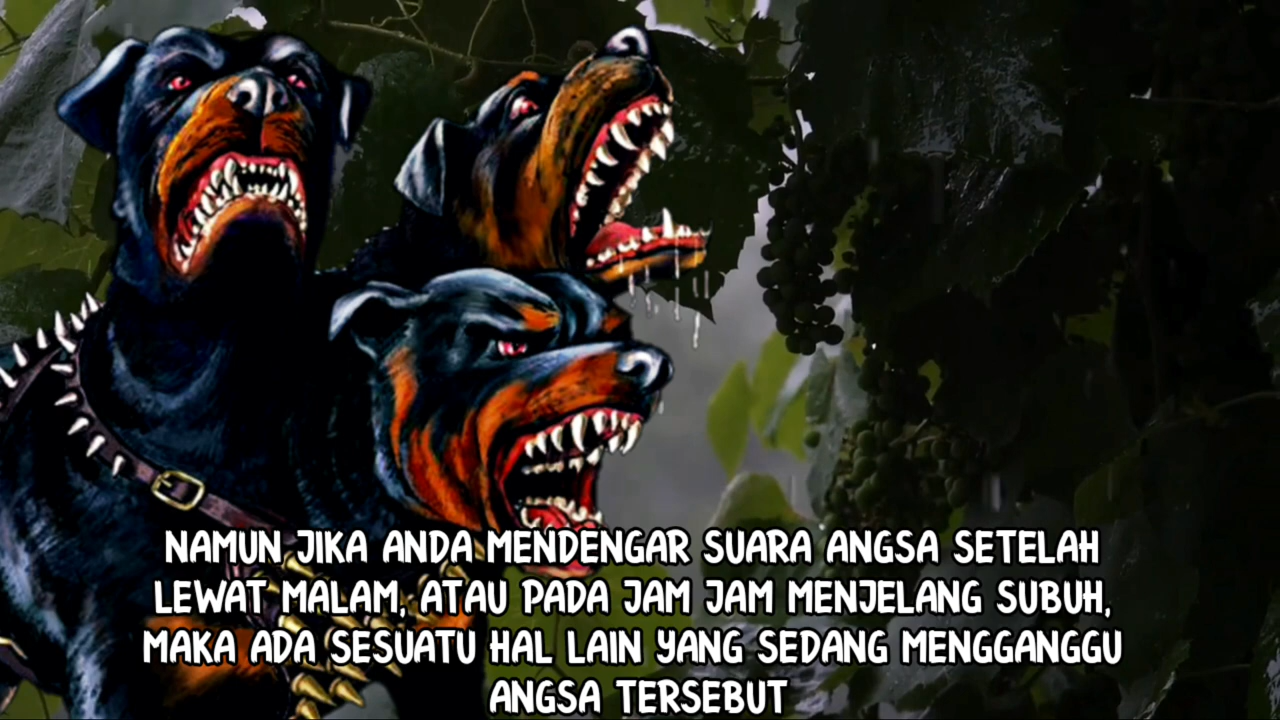 NAMUN JIKA ANDA MENDENGAR SUARA ANGSA SETELAH
LEWAT MALAM, ATAU PADA JAM JAM MENJELANG SUBUH,
MAKA ADA SESUATU HAL LAIN YANG SEDANG MENGGANGGU
ANGSA TERSEBUT